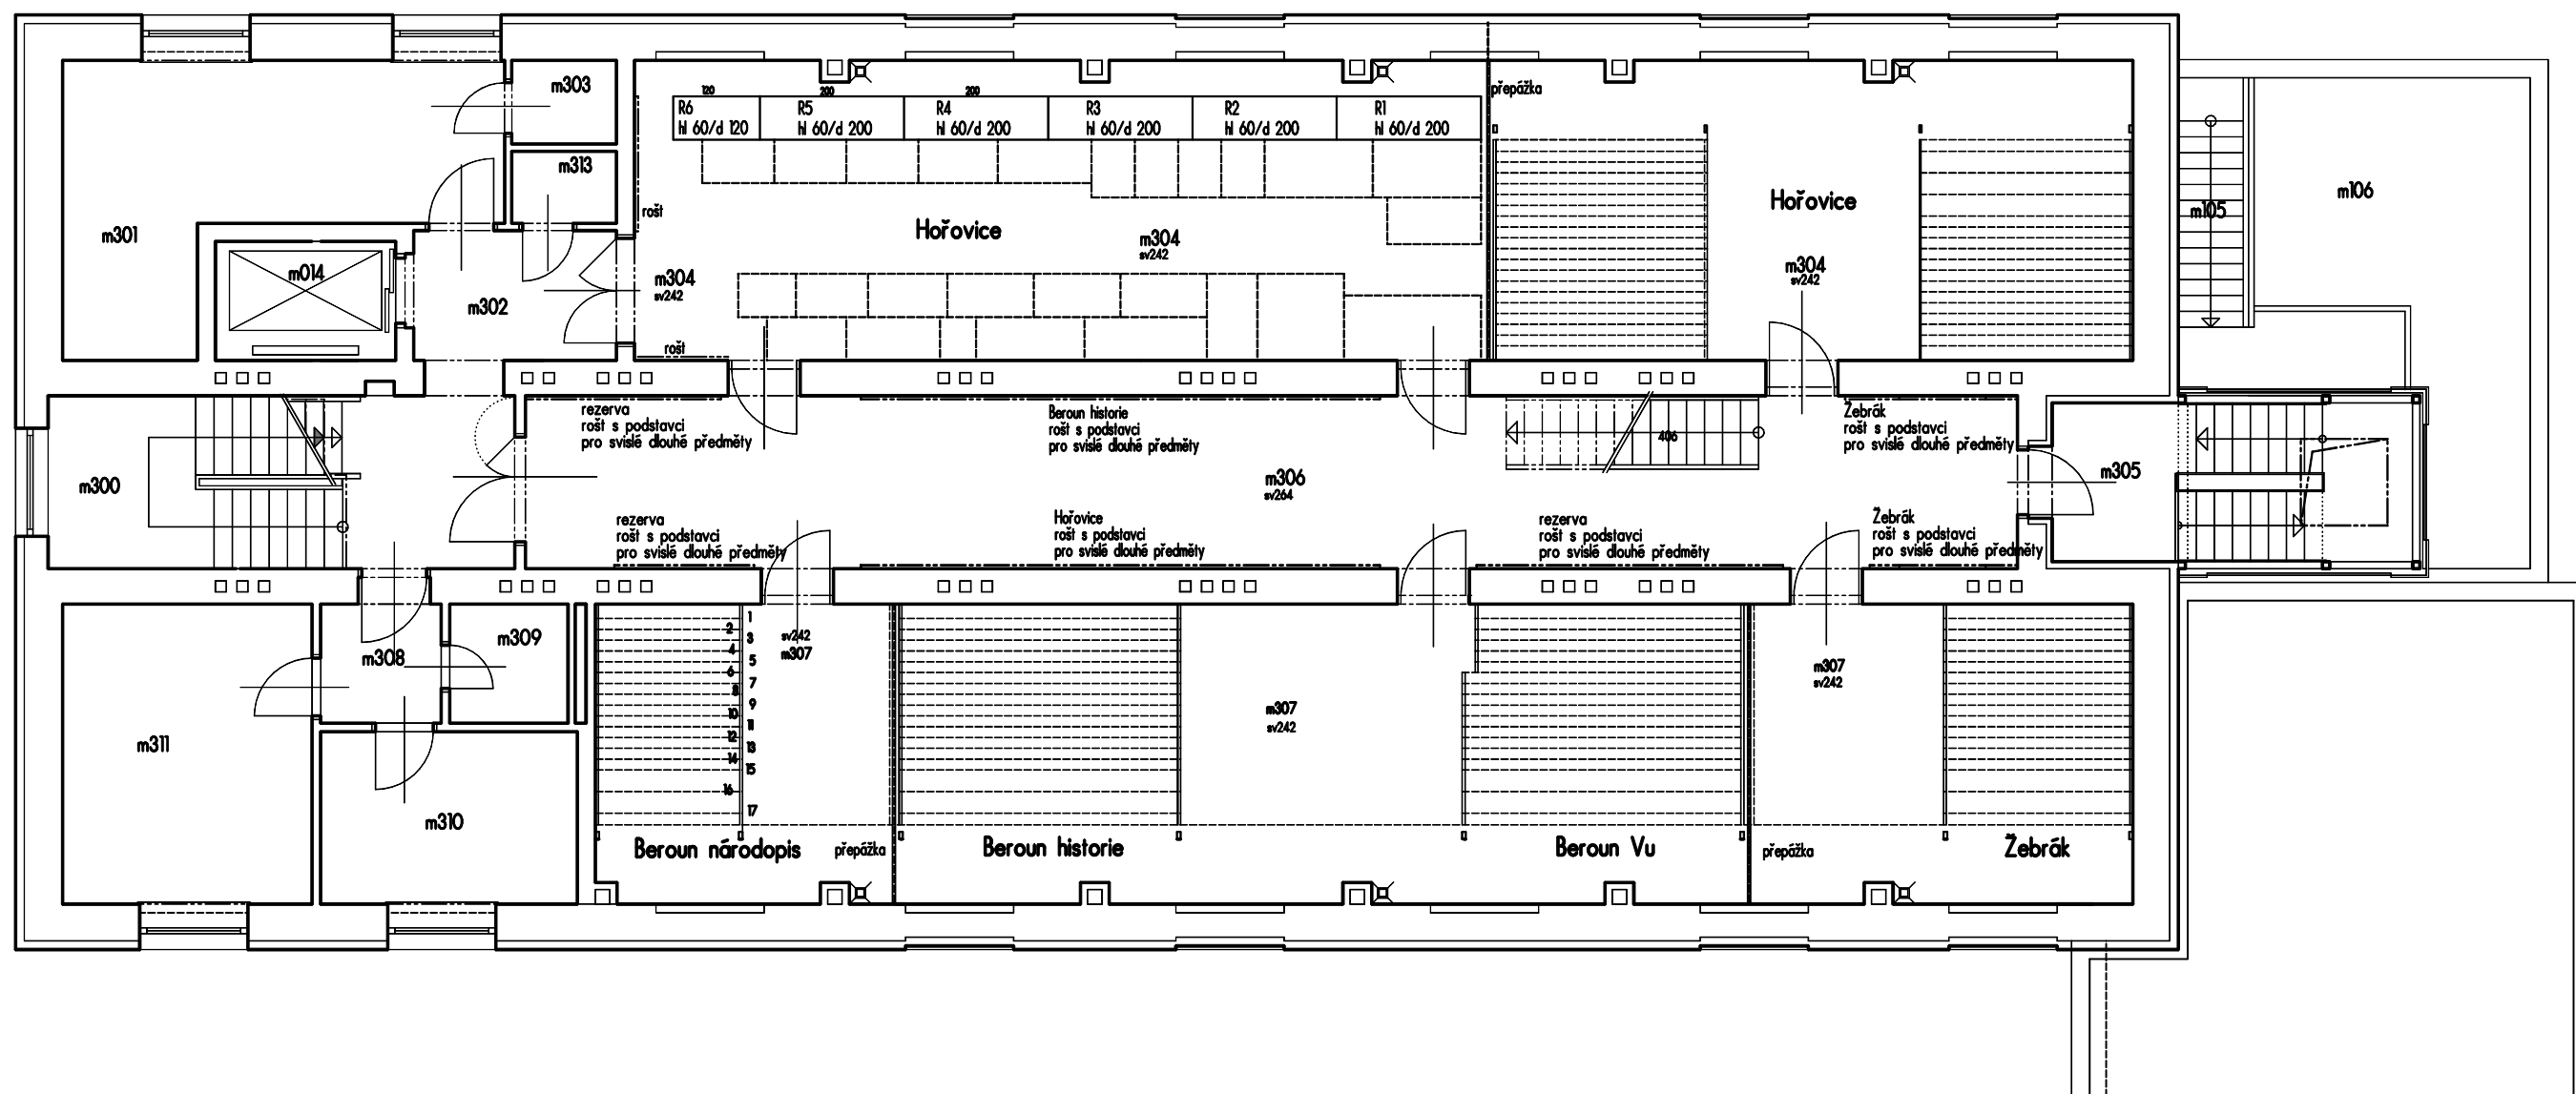 m303
120
200
200
přepážka
R6
hl 60/d 120
R5
hl 60/d 200
R4
hl 60/d 200
R3
hl 60/d 200
R2
hl 60/d 200
R1
hl 60/d 200
m313
m106
m105
rošt
Hořovice
Hořovice
m301
m304
sv242
m014
m304
sv242
m304
sv242
m302
rošt
rezerva
rošt s podstavci
pro svislé dlouhé předměty
Beroun historie
rošt s podstavci
pro svislé dlouhé předměty
406
Žebrák
rošt s podstavci
pro svislé dlouhé předměty
m300
m306
sv264
m305
rezerva
rošt s podstavci
pro svislé dlouhé předměty
Hořovice
rošt s podstavci
pro svislé dlouhé předměty
rezerva
rošt s podstavci
pro svislé dlouhé předměty
Žebrák
rošt s podstavci
pro svislé dlouhé předměty
1
2
3
4
5
6
7
8
9
10
11
12
13
14
15
16
17
sv242
m307
m309
m308
m307
sv242
m307
sv242
m311
m310
Beroun národopis
přepážka
Beroun historie
Beroun Vu
přepážka
Žebrák